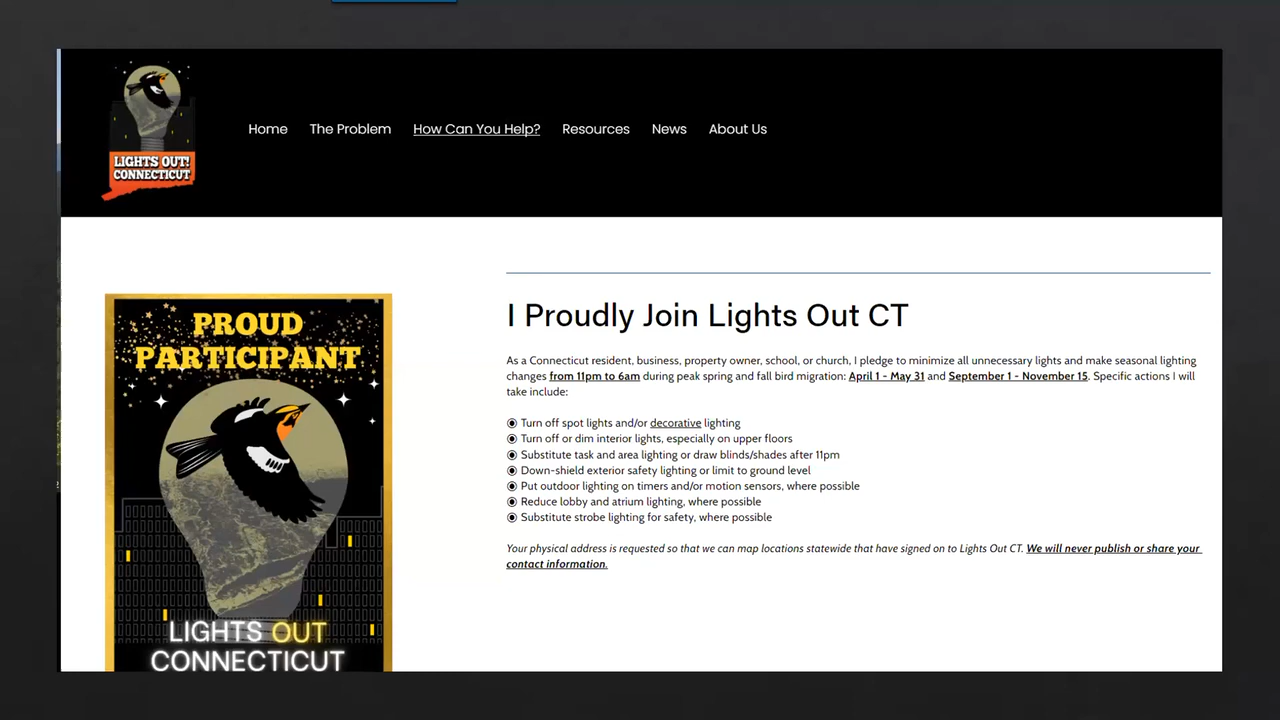 Home The Problem How Can You Help? Resources News About Us
LIGHTS OUT!
CONNECTICUT
PROUD
PARTICIPANT
LIGHTS OUT
CONNECTICUT
I Proudly Join Lights Out CT
As a Connecticut resident, business, property owner, school, or church, I pledge to minimize all unnecessary lights and make seasonal lighting
changes from 11pm to 6am during peak spring and fall bird migration: April 1 - May 31 and September 1 - November 15. Specific actions I will
take include:
◉ Turn off spot lights and/or decorative lighting
◉ Turn off or dim interior lights, especially on upper floors
◉ Substitute task and area lighting or draw blinds/shades after 11pm
◉ Down-shield exterior safety lighting or limit to ground level
◉ Put outdoor lighting on timers and/or motion sensors, where possible
◉ Reduce lobby and atrium lighting, where possible
◉ Substitute strobe lighting for safety, where possible
Your physical address is requested so that we can map locations statewide that have signed on to Lights Out CT. We will never publish or share your
contact information.